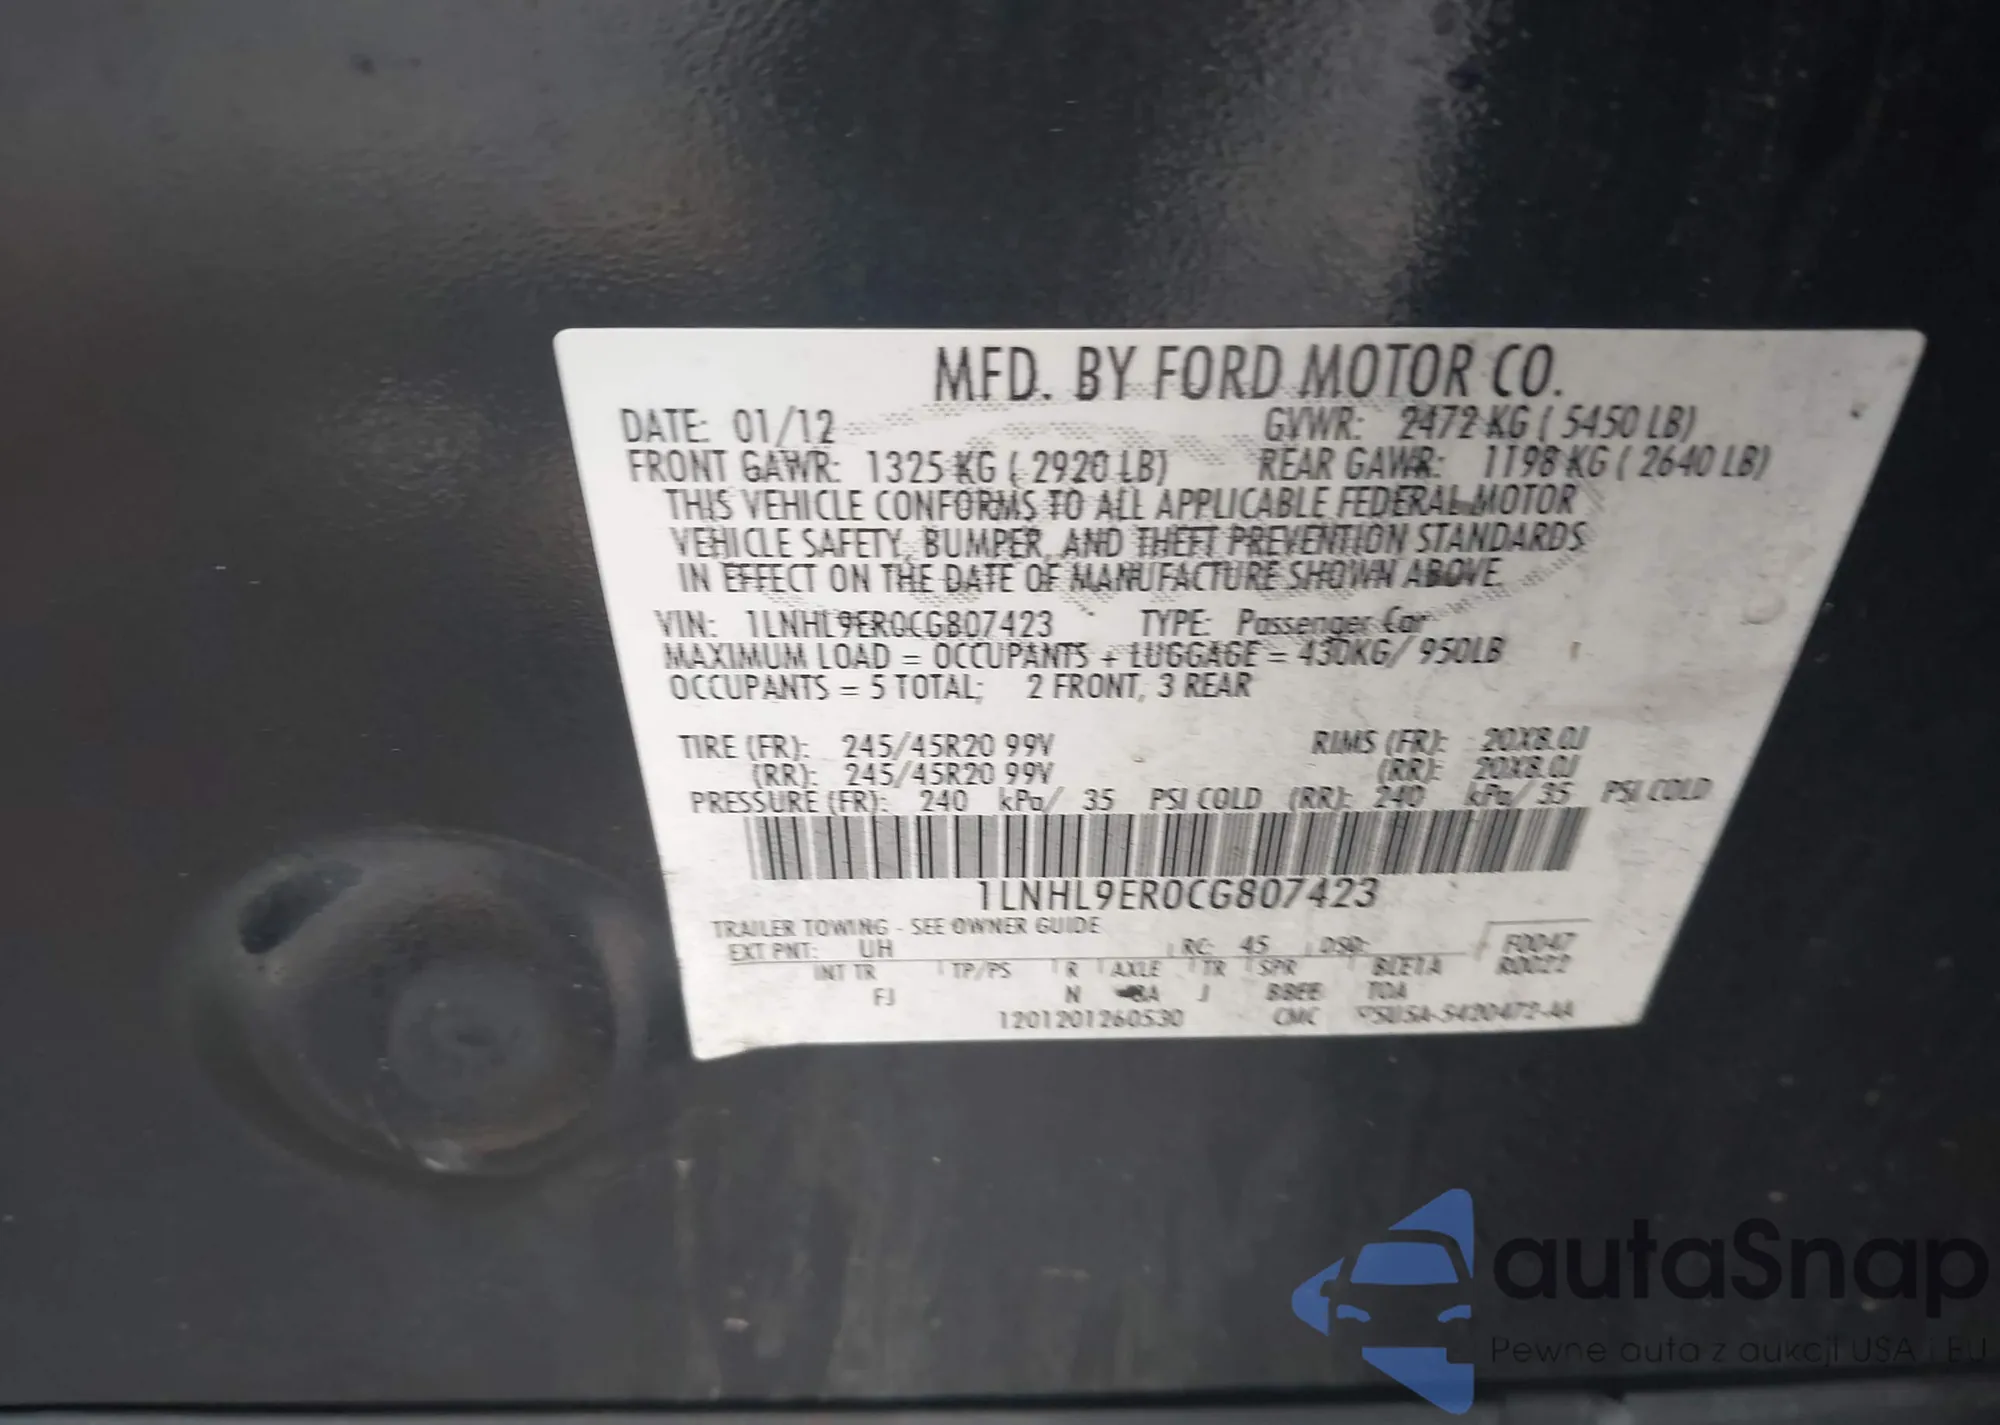 MFD. BY FORD MOTOR CO.
DATE: 01/12 GVWR: 2472 KG ( 5450 LB)
FRONT GAWR: 1325 KG ( 2920 LB) REAR GAWR: 1198 KG ( 2640 LB)
THIS VEHICLE CONFORMS TO ALL APPLICABLE FEDERAL MOTOR
VEHICLE SAFETY, BUMPER, AND THEFT PREVENTION STANDARDS
IN EFFECT ON THE DATE OF MANUFACTURE SHOWN ABOVE.
VIN: 1LNHL9ER0CG807423 TYPE: Passenger Car
MAXIMUM LOAD = OCCUPANTS + LUGGAGE = 430KG/ 950LB
OCCUPANTS = 5 TOTAL; 2 FRONT, 3 REAR
TIRE (FR): 245/45R20 99V RIMS (FR): 20X8.0J
(RR): 245/45R20 99V (RR): 20X8.0J
PRESSURE (FR): 240 kPa/ 35 PSI COLD (RR): 240 kPa/ 35 PSI COLD
1LNHL9ER0CG807423
TRAILER TOWING - SEE OWNER GUIDE
EXT PNT: UH RC: 45 DSO: F0047
INT TR TP/PS R AXLE TR SPR R0022
FJ N J
1201201260530 CMC
autaSnap
Pewne auta z aukcji USA i EU